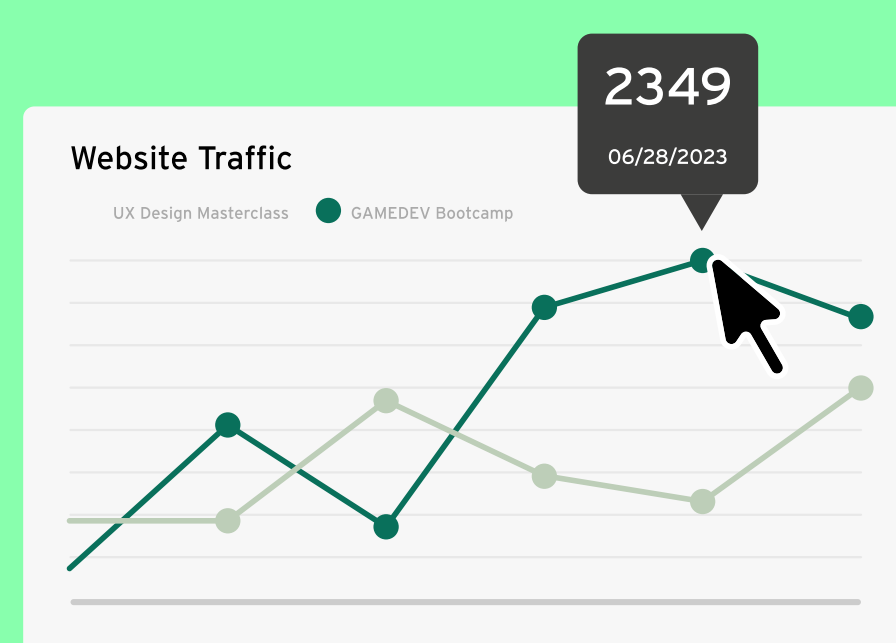 2349
06/28/2023
Website Traffic
UX Design Masterclass
GAMEDEV Bootcamp